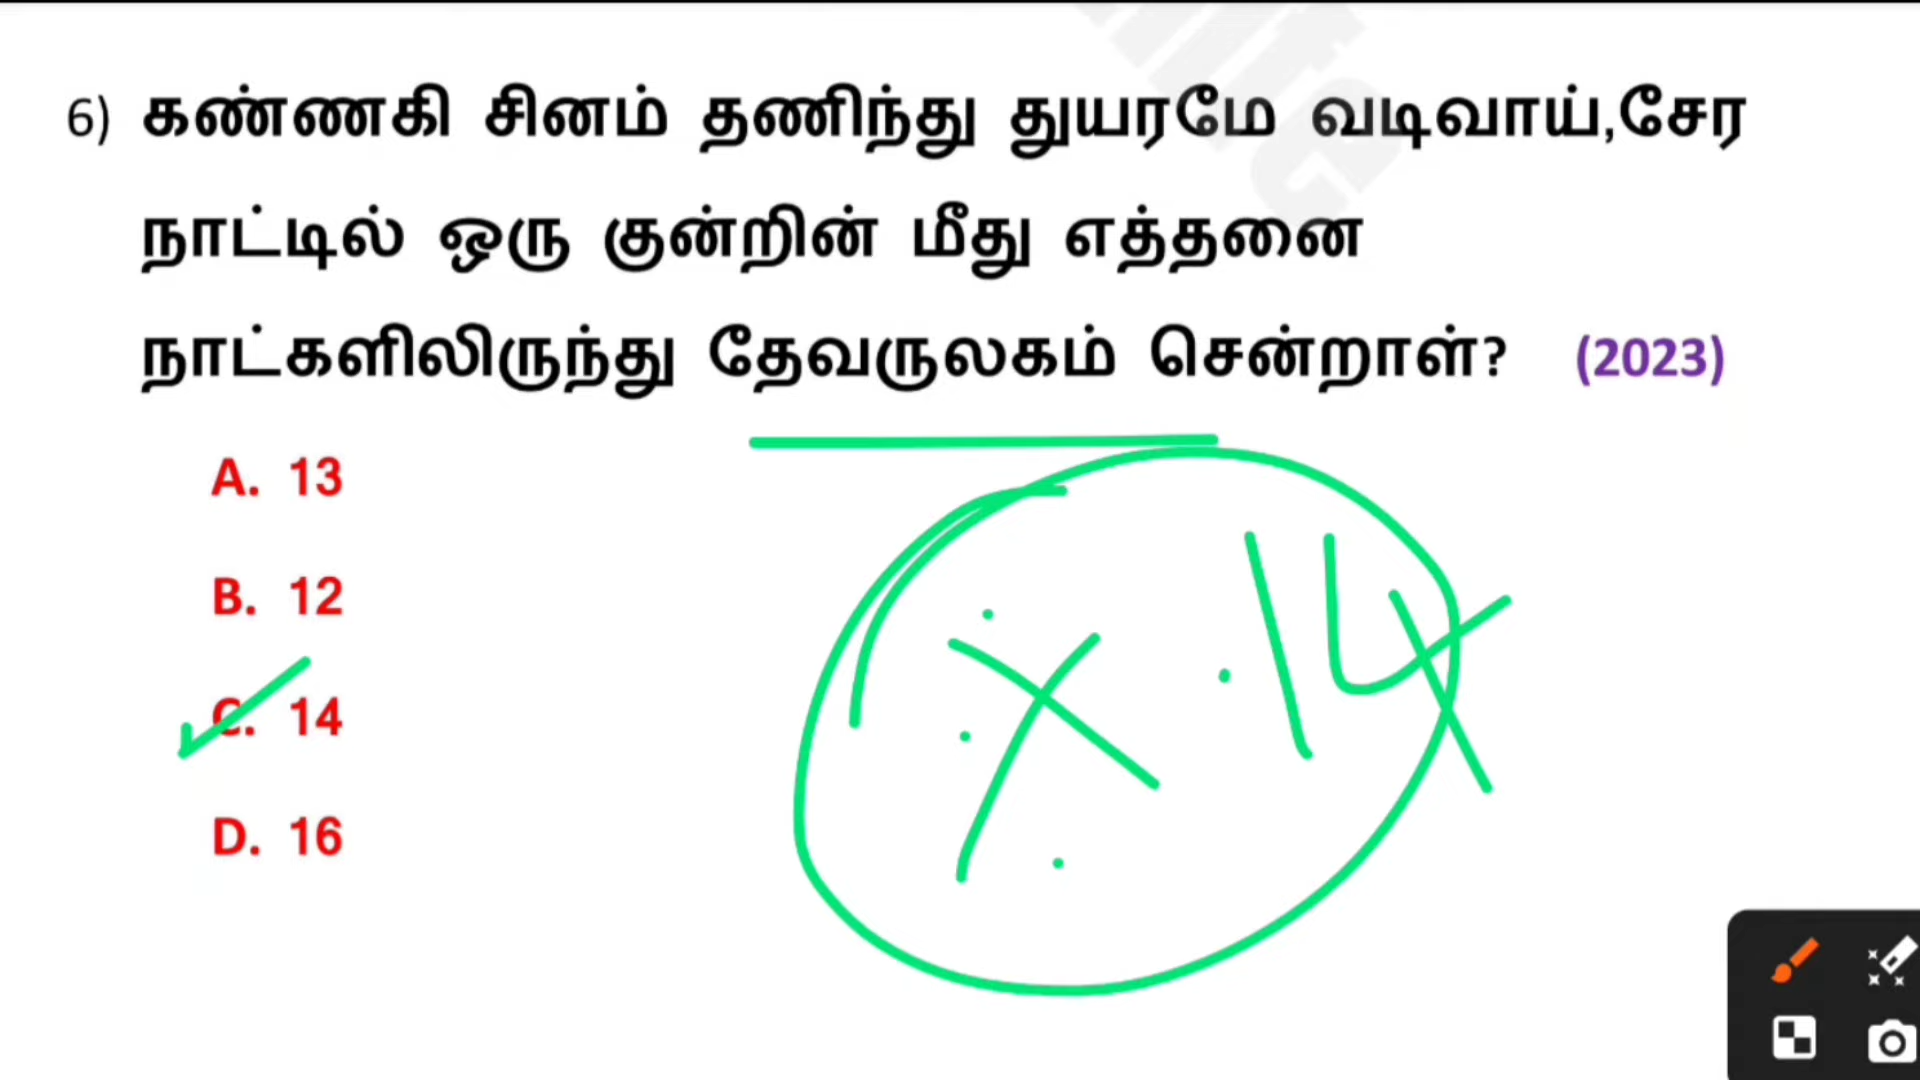 6) கண்ணகி சினம் தணிந்து துயரமே வடிவாய்,சேர
நாட்டில் ஒரு குன்றின் மீது எத்தனை
நாட்களிலிருந்து தேவருலகம் சென்றாள்? (2023)
A. 13
B. 12
C. 14
D. 16
14